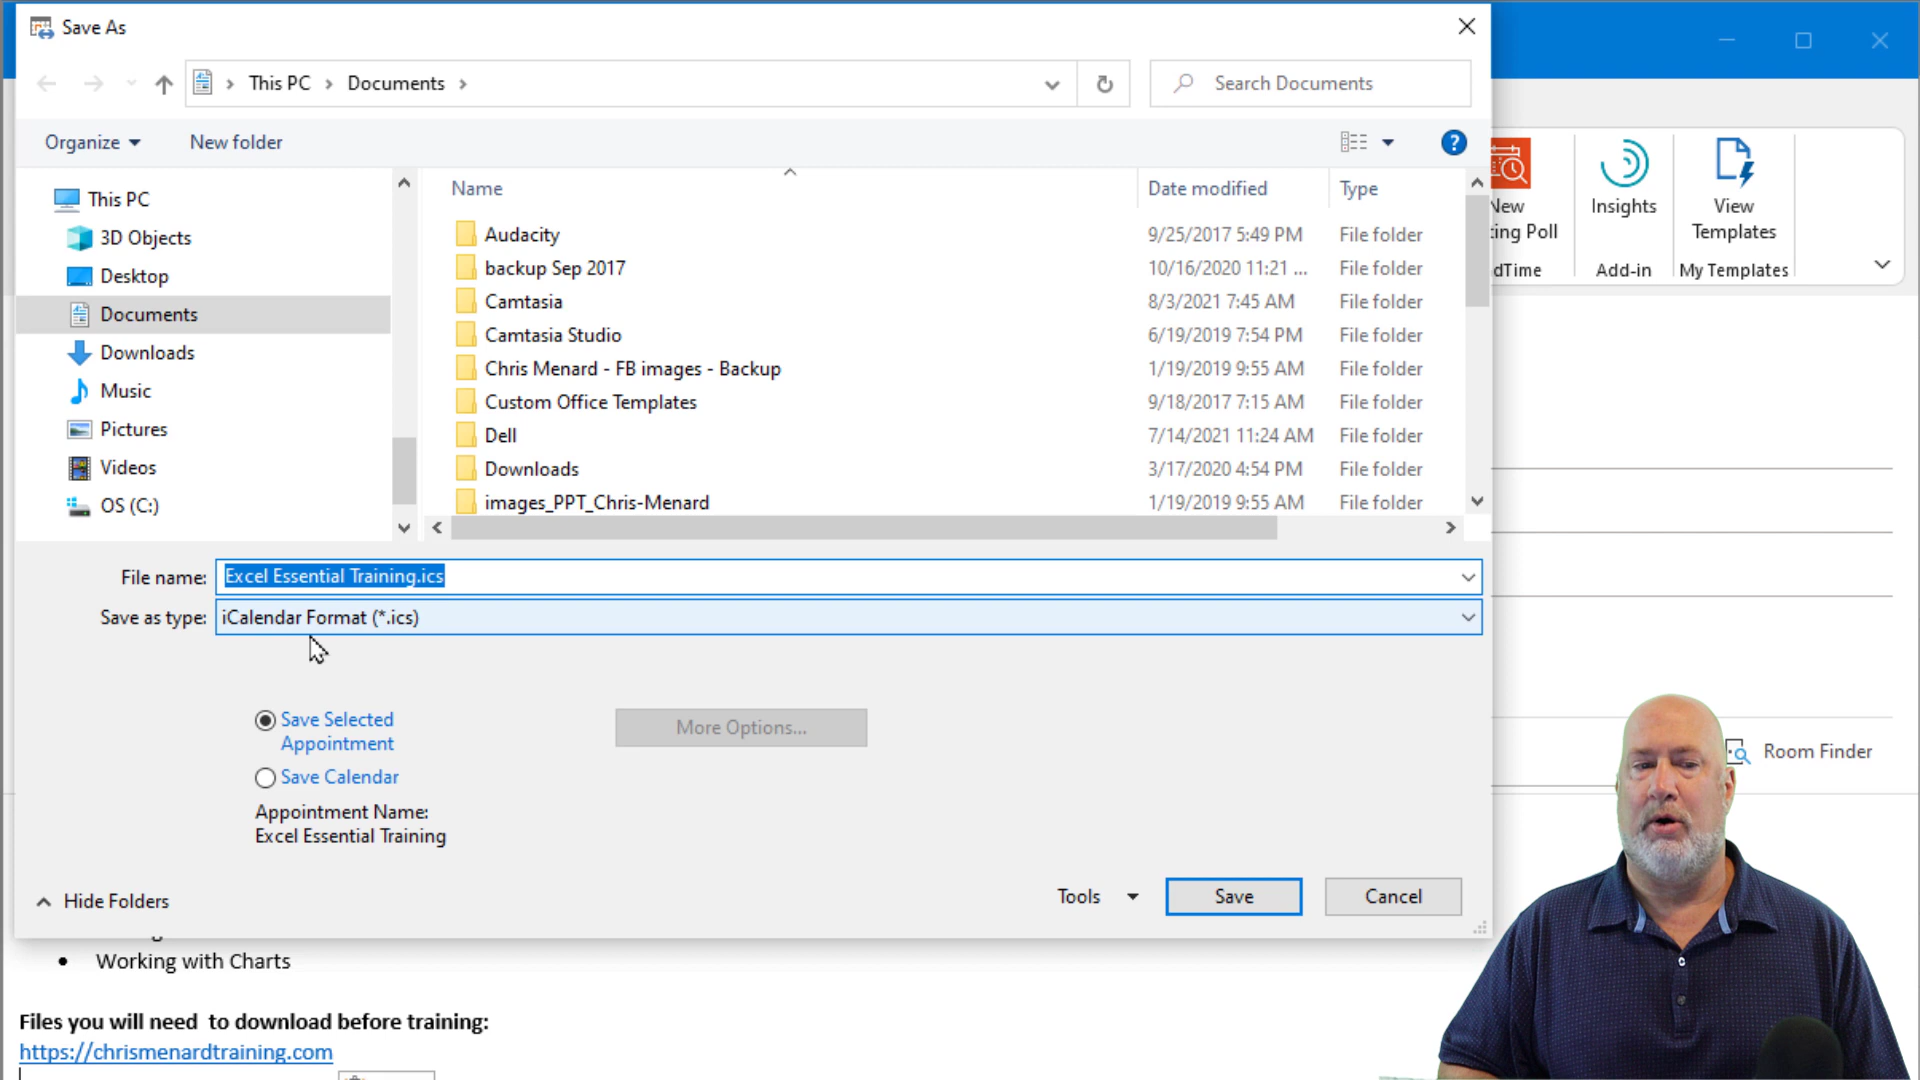 Save As
This PC
Documents
Search Documents
Organize
New folder
?
New
ting Poll
dTime
Insights
Add-in
View
Templates
My Templates
This PC
3D Objects
Desktop
Documents
Downloads
Music
Pictures
Videos
OS (C:)
Name
Date modified
Type
Audacity 9/25/2017 5:49 PM File folder
backup Sep 2017 10/16/2020 11:21 ... File folder
Camtasia 8/3/2021 7:45 AM File folder
Camtasia Studio 6/19/2019 7:54 PM File folder
Chris Menard - FB images - Backup 1/19/2019 9:55 AM File folder
Custom Office Templates 9/18/2017 7:15 AM File folder
Dell 7/14/2021 11:24 AM File folder
Downloads 3/17/2020 4:54 PM File folder
images_PPT_Chris-Menard 1/19/2019 9:55 AM File folder
File name: Excel Essential Training.ics
Save as type: iCalendar Format (*.ics)
Save Selected
Appointment
More Options...
Save Calendar
Appointment Name:
Excel Essential Training
Room Finder
Hide Folders
Tools
Save
Cancel
Working with Charts
Files you will need to download before training:
https://chrismenardtraining.com